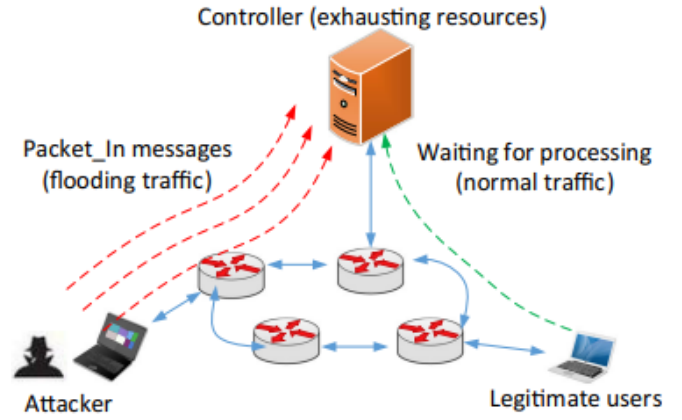 Controller (exhausting resources)
Packet_In messages
(flooding traffic)
Waiting for processing
(normal traffic)
Attacker
Legitimate users